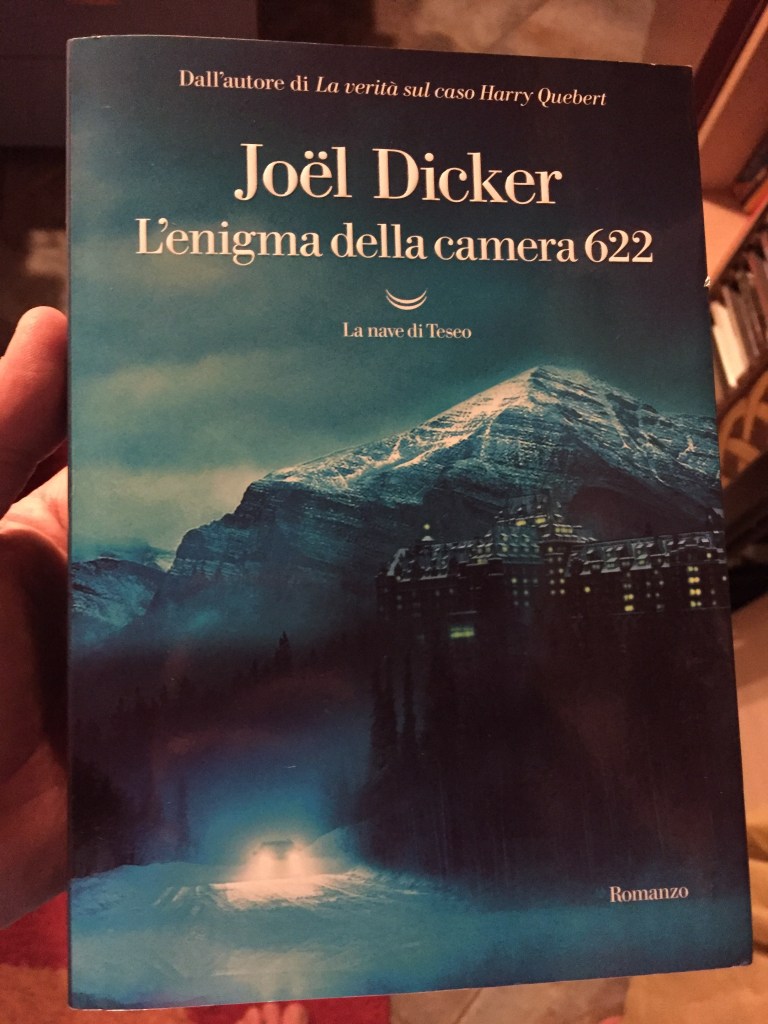 Dall'autore di La verità sul caso Harry Quebert
Joël Dicker
L'enigma della camera 622
La nave di Teseo
Romanzo